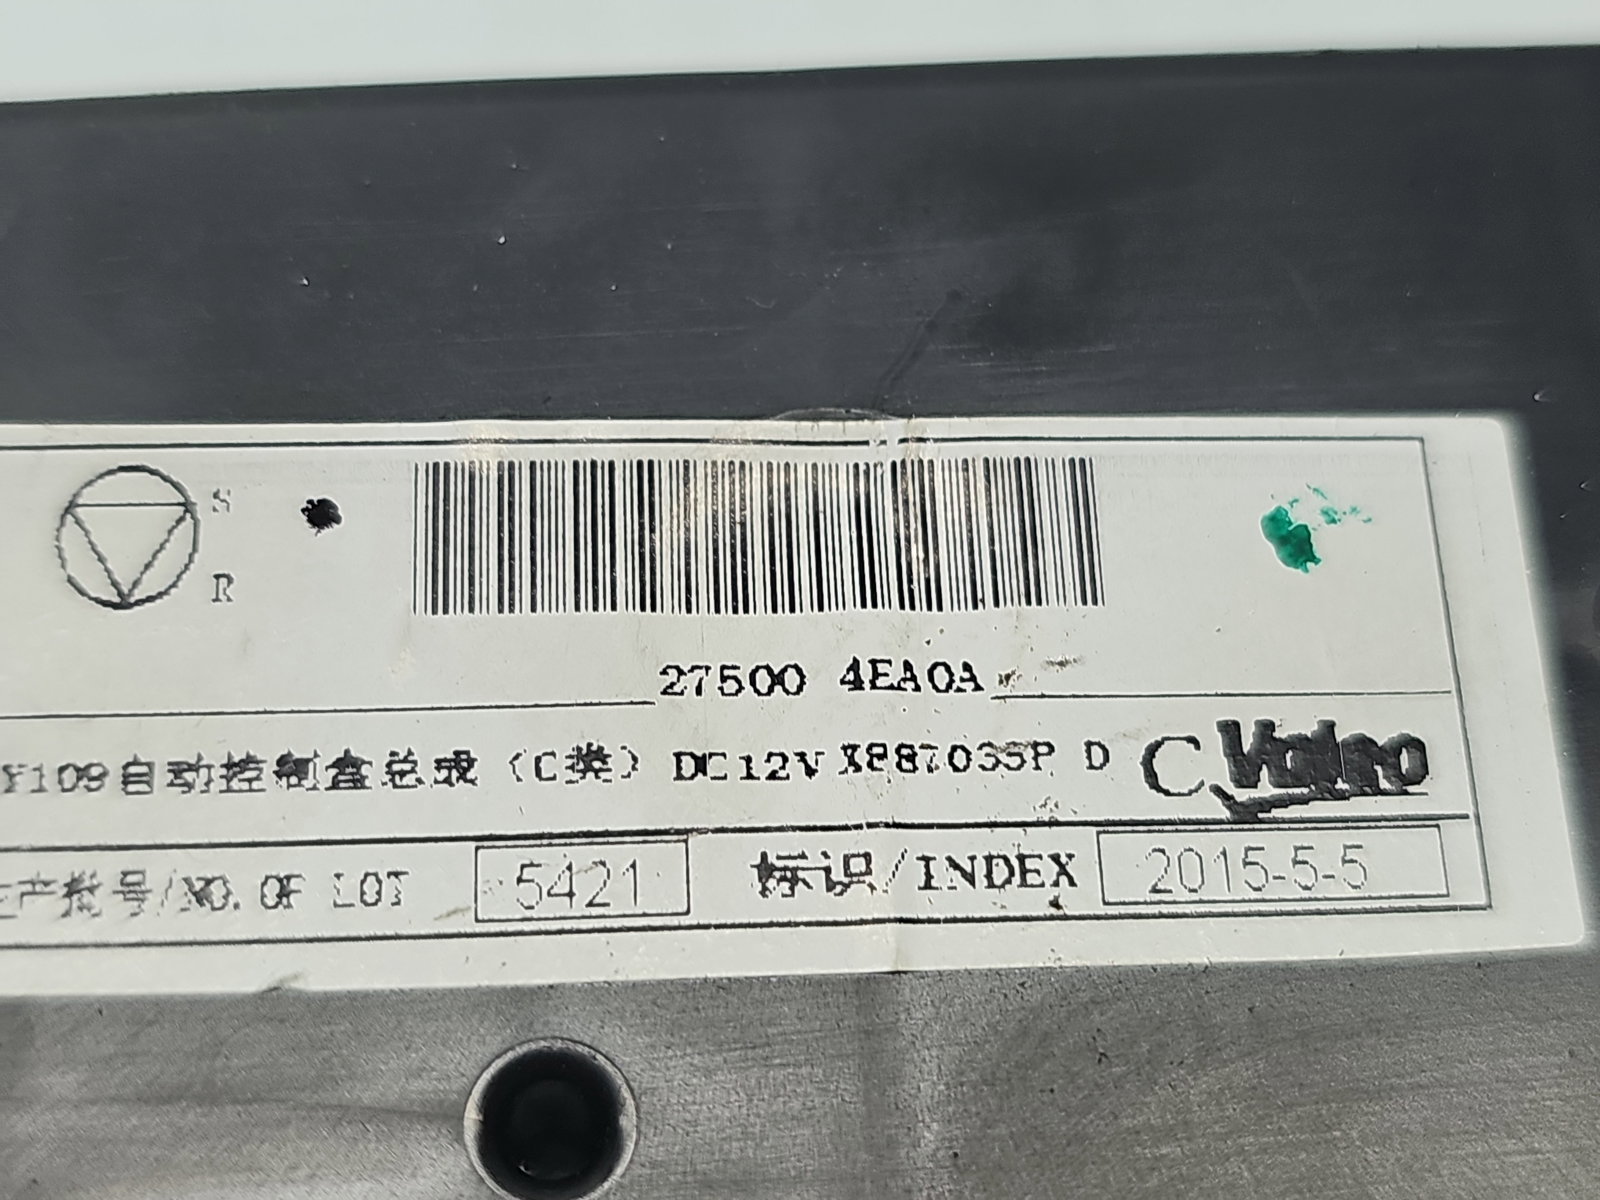 S
R
27500 4EA0A
Y109自动控制盒总成（C类）DC12V X887035P D C Valeo
生产批号/NO. OF LOT 5421 标识/INDEX 2015-5-5